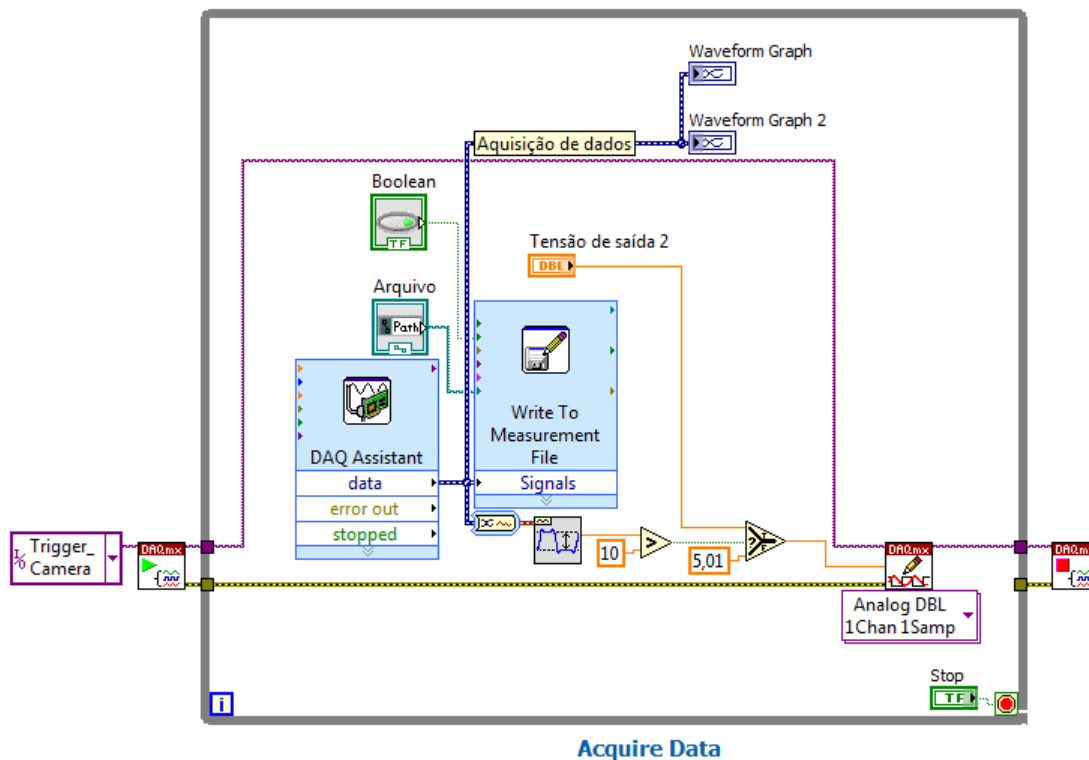 Waveform Graph
Waveform Graph 2
Aquisição de dados
Boolean
TF
Tensão de saída 2
DBL
Arquivo
Path
Write To
Measurement
File
Signals
DAQ Assistant
data
error out
stopped
10
>
5,01
?
T
F
I/0
Trigger_
Camera
DAQmx
DAQmx
DAQm
Analog DBL
1Chan 1Samp
Stop
TF
i
Acquire Data